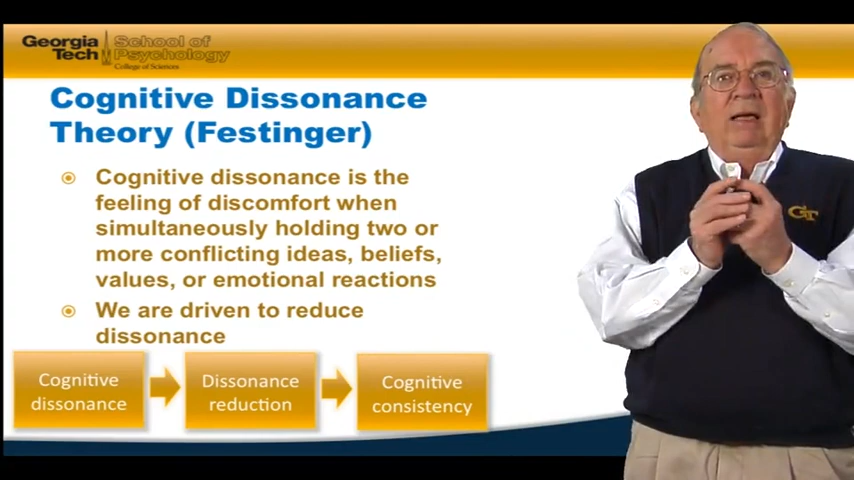 Georgia Tech
School of Psychology
College of Sciences
Cognitive Dissonance
Theory (Festinger)
Cognitive dissonance is the
feeling of discomfort when
simultaneously holding two or
more conflicting ideas, beliefs,
values, or emotional reactions
We are driven to reduce
dissonance
Cognitive
dissonance
Dissonance
reduction
Cognitive
consistency
GT